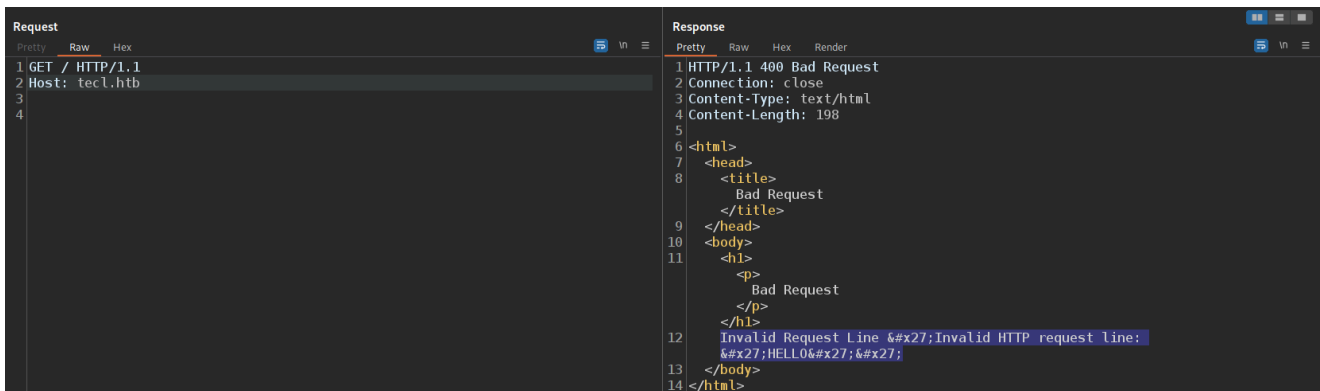 Request
Pretty Raw Hex
\n
1 GET / HTTP/1.1
2 Host: tecl.htb
3
4
Response
Pretty Raw Hex Render
\n
1 HTTP/1.1 400 Bad Request
2 Connection: close
3 Content-Type: text/html
4 Content-Length: 198
5
6 <html>
7 <head>
8 <title>
Bad Request
</title>
9 </head>
10 <body>
11 <h1>
<p>
Bad Request
</p>
</h1>
12 Invalid Request Line &#x27;Invalid HTTP request line:
&#x27;HELLO&#x27;&#x27;
13 </body>
14 </html>